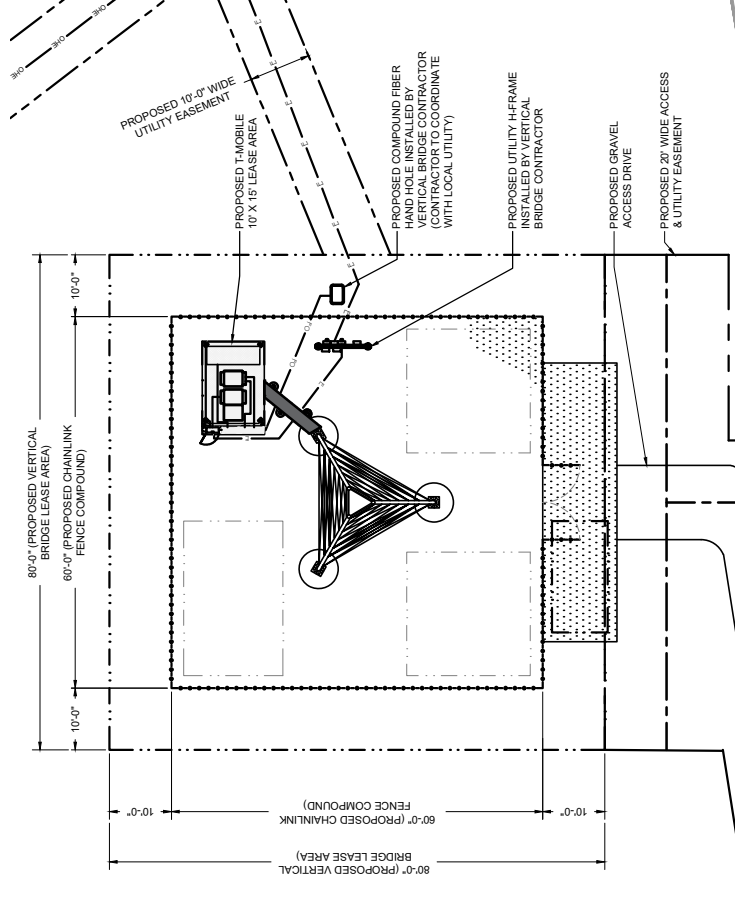 OHE
OHE
OHE
OHE
PROPOSED 10'-0" WIDE
UTILITY EASEMENT
PROPOSED T-MOBILE
10' X 15' LEASE AREA
PROPOSED COMPOUND FIBER
HAND HOLE INSTALLED BY
VERTICAL BRIDGE CONTRACTOR
(CONTRACTOR TO COORDINATE
WITH LOCAL UTILITY)
PROPOSED UTILITY H-FRAME
INSTALLED BY VERTICAL
BRIDGE CONTRACTOR
PROPOSED GRAVEL
ACCESS DRIVE
PROPOSED 20' WIDE ACCESS
& UTILITY EASEMENT
80'-0" (PROPOSED VERTICAL
BRIDGE LEASE AREA)
10'-0"
60'-0" (PROPOSED CHAINLINK
FENCE COMPOUND)
10'-0"
FO
FO
E
E
E
10'-0"
60'-0" (PROPOSED CHAINLINK
FENCE COMPOUND)
10'-0"
80'-0" (PROPOSED VERTICAL
BRIDGE LEASE AREA)